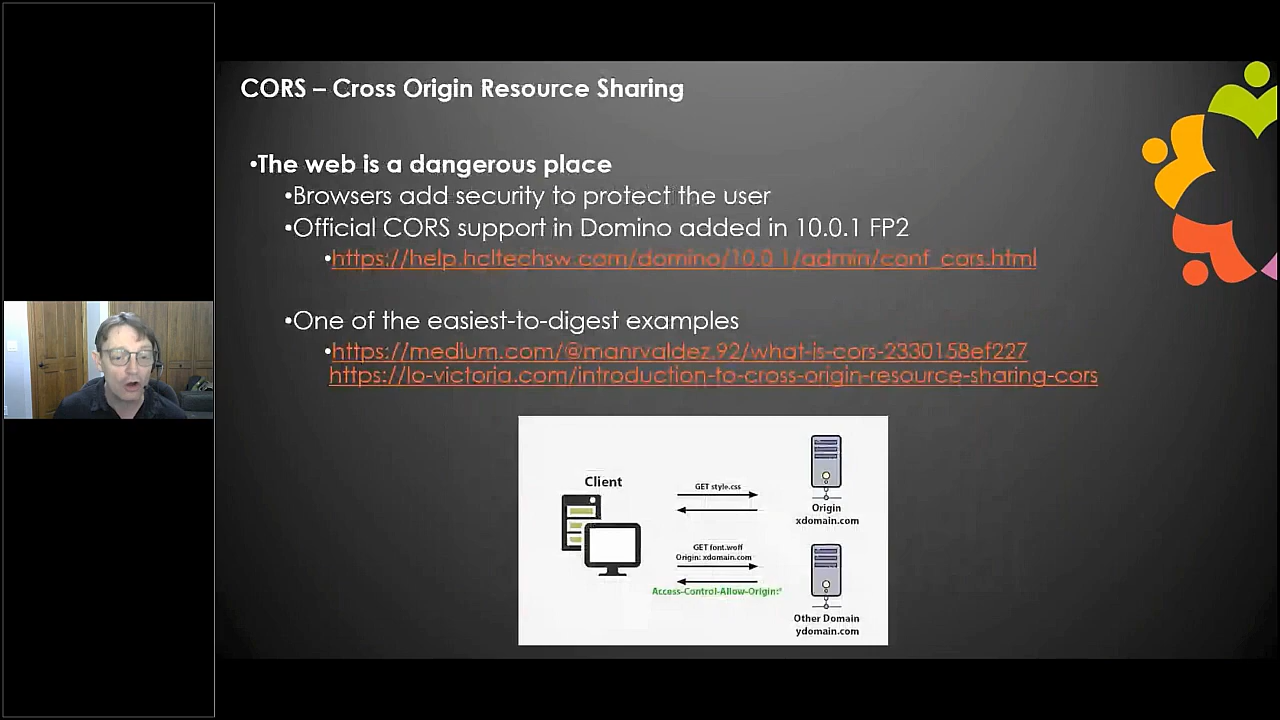 CORS – Cross Origin Resource Sharing
•The web is a dangerous place
•Browsers add security to protect the user
•Official CORS support in Domino added in 10.0.1 FP2
•https://help.hcltechsw.com/domino/10.0.1/admin/conf_cors.html
•One of the easiest-to-digest examples
•https://medium.com/@manrvaldez.92/what-is-cors-2330158ef227
https://lo-victoria.com/introduction-to-cross-origin-resource-sharing-cors
Client
GET style.css
Origin
xdomain.com
GET font.woff
Origin: xdomain.com
Access-Control-Allow-Origin:*
Other Domain
ydomain.com